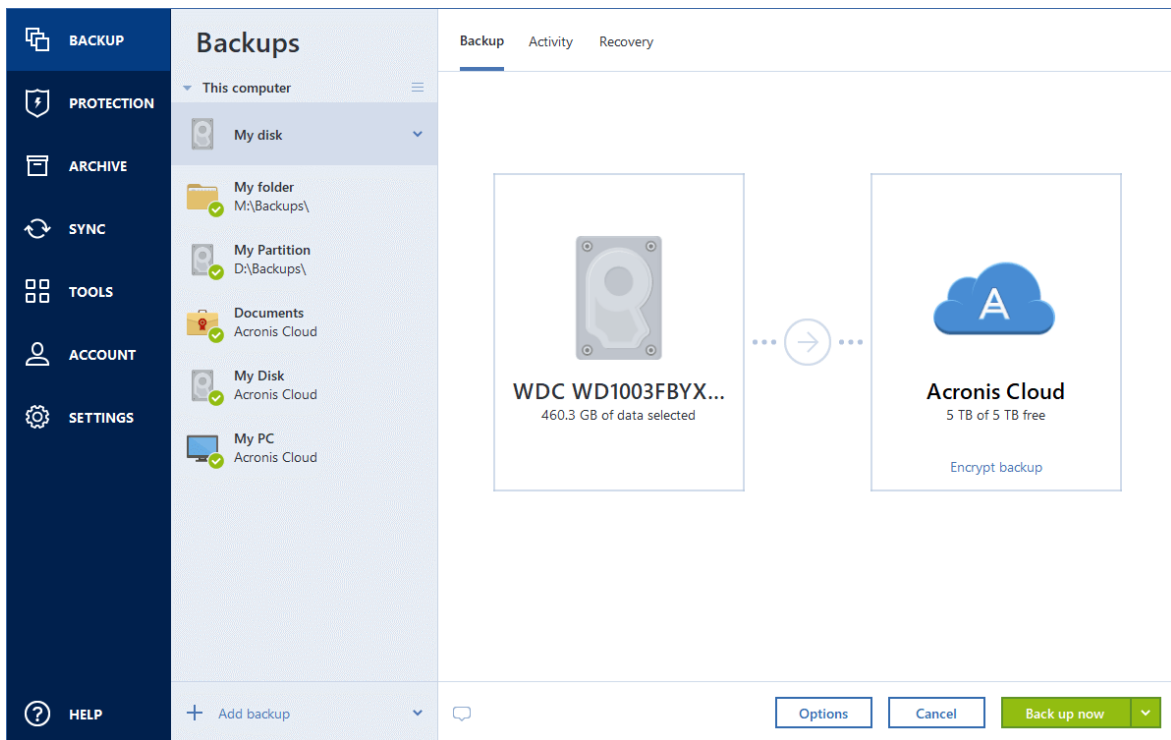 BACKUP
PROTECTION
ARCHIVE
SYNC
TOOLS
ACCOUNT
SETTINGS
HELP
Backups
This computer
My disk
My folder
M:\Backups\
My Partition
D:\Backups\
Documents
Acronis Cloud
My Disk
Acronis Cloud
My PC
Acronis Cloud
Add backup
Backup Activity Recovery
WDC WD1003FBYX...
460.3 GB of data selected
A
Acronis Cloud
5 TB of 5 TB free
Encrypt backup
Options Cancel Back up now